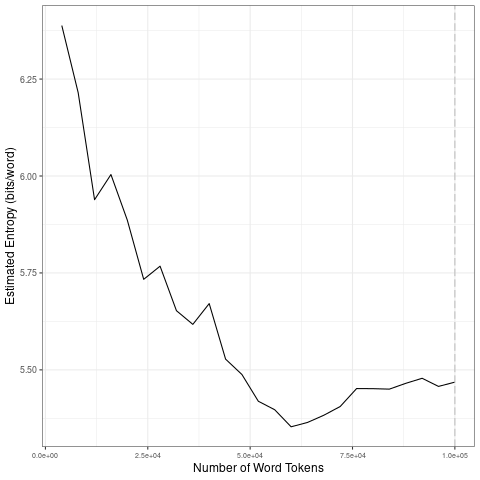 Estimated Entropy (bits/word)
6.25
6.00
5.75
5.50
0.0e+00 2.5e+04 5.0e+04 7.5e+04 1.0e+05
Number of Word Tokens